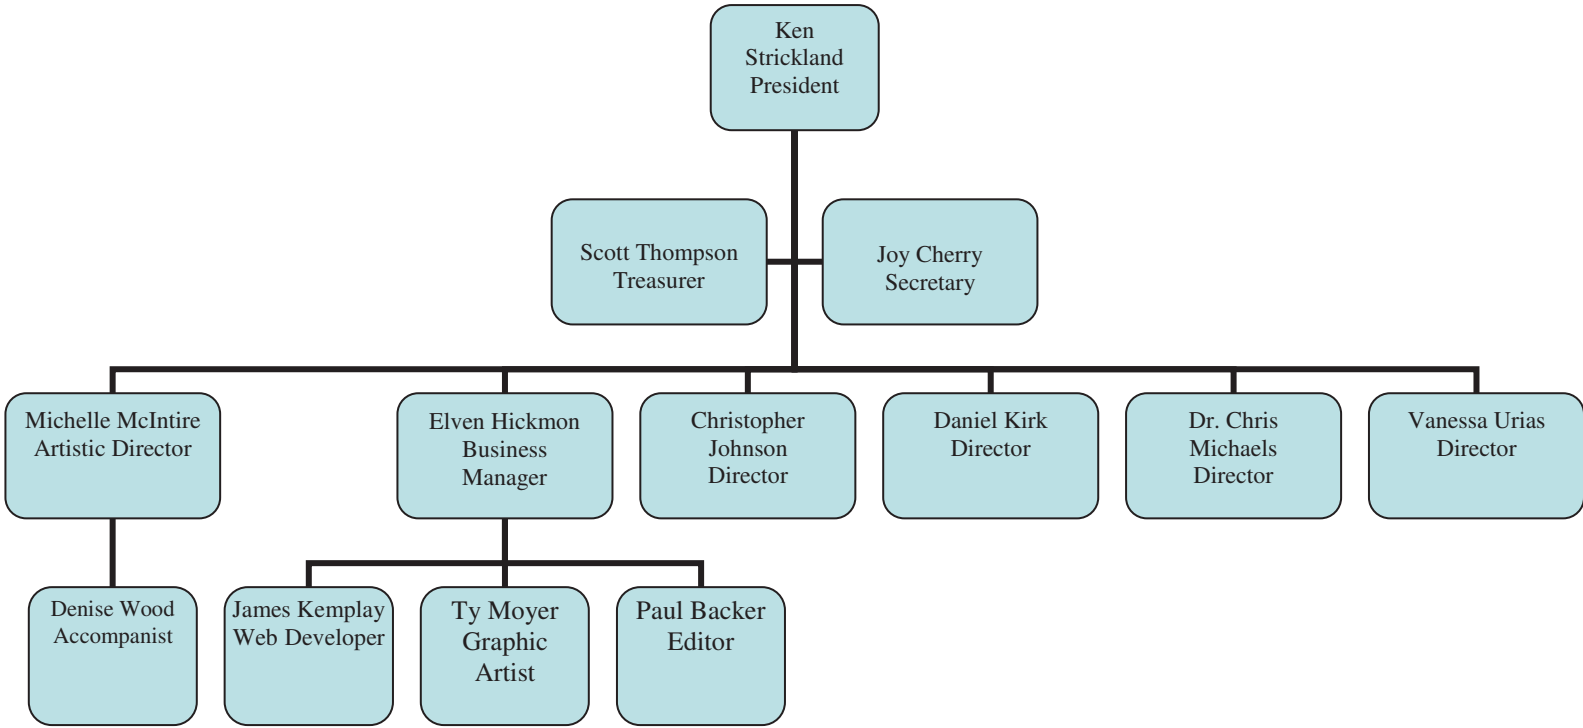 Ken
Strickland
President
Scott Thompson
Treasurer
Joy Cherry
Secretary
Michelle McIntire
Artistic Director
Elven Hickmon
Business
Manager
Christopher
Johnson
Director
Daniel Kirk
Director
Dr. Chris
Michaels
Director
Vanessa Urias
Director
Denise Wood
Accompanist
James Kemplay
Web Developer
Ty Moyer
Graphic
Artist
Paul Backer
Editor